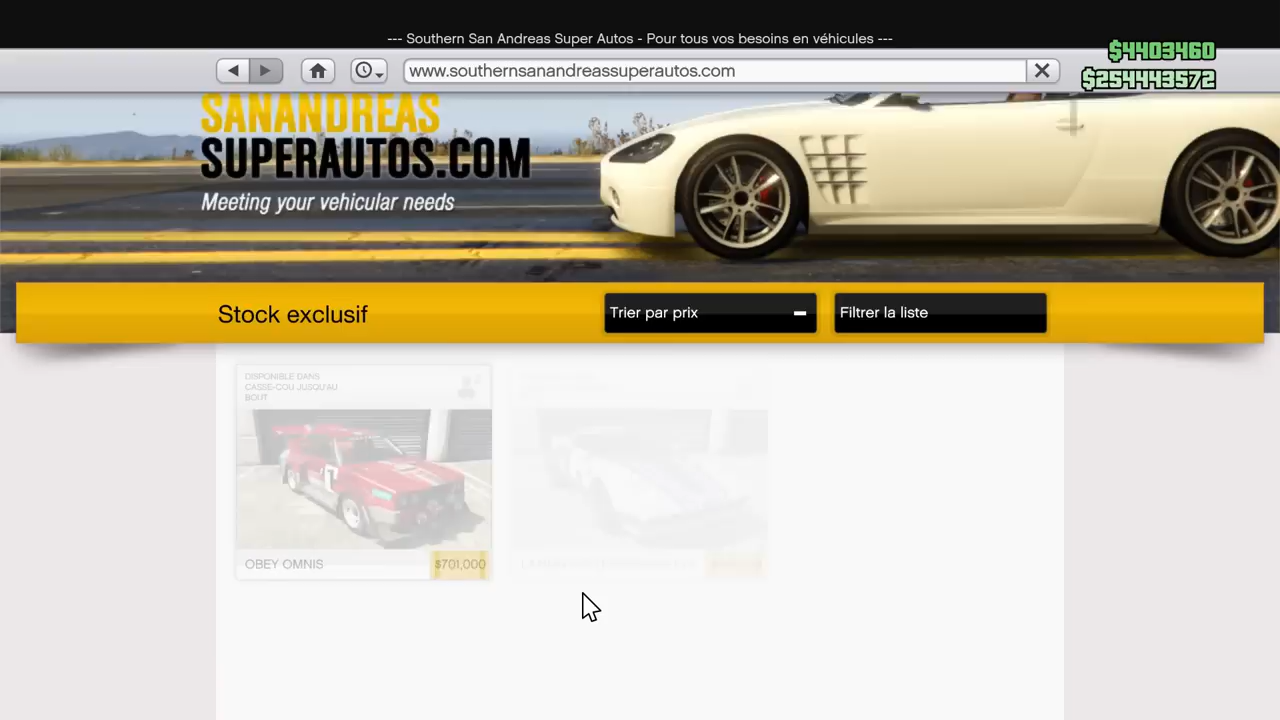 --- Southern San Andreas Super Autos - Pour tous vos besoins en véhicules ---
$4403460
www.southernsanandreassuperautos.com
$254443572
SANANDREAS
SUPERAUTOS.COM
Meeting your vehicular needs
Stock exclusif
Trier par prix
Filtrer la liste
DISPONIBLE DANS
CASSE-COU JUSQU'AU
BOUT
OBEY OMNIS
$701,000